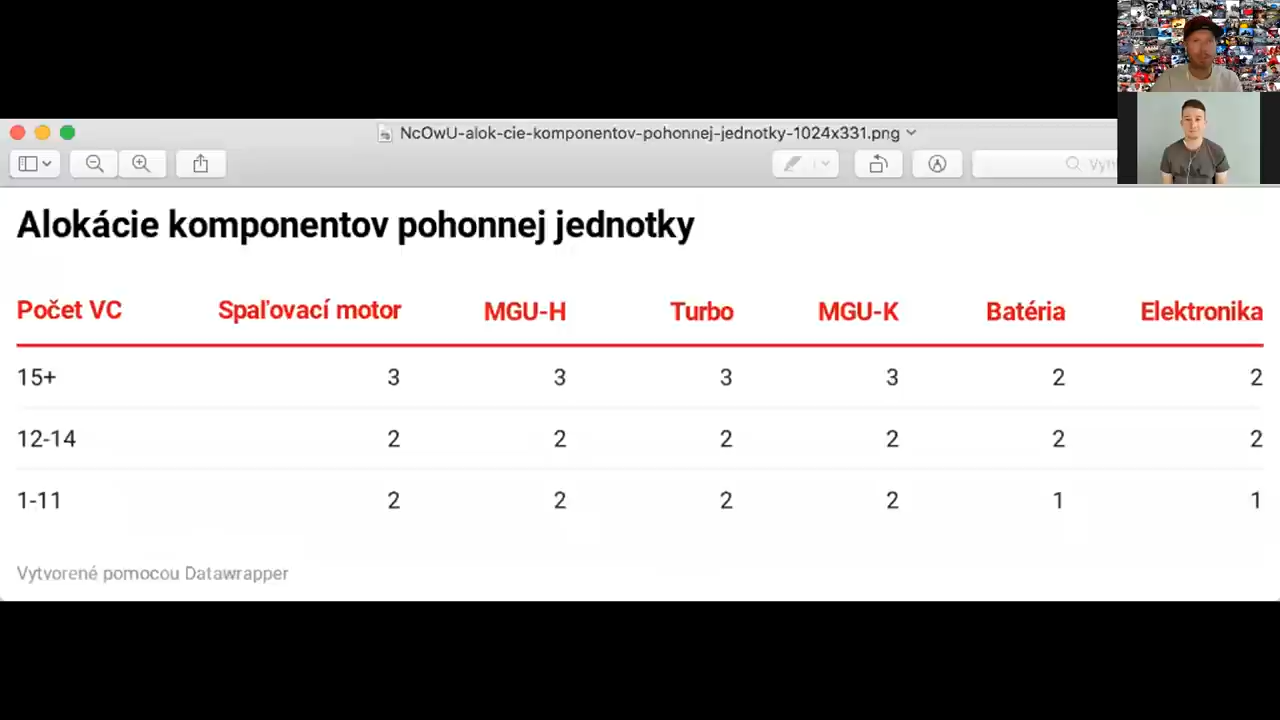 NcOwU-alok-cie-komponentov-pohonnej-jednotky-1024x331.png
Alokácie komponentov pohonnej jednotky
Počet VC Spaľovací motor MGU-H Turbo MGU-K Batéria Elektronika
15+ 3 3 3 3 2 2
12-14 2 2 2 2 2 2
1-11 2 2 2 2 1 1
Vytvorené pomocou Datawrapper